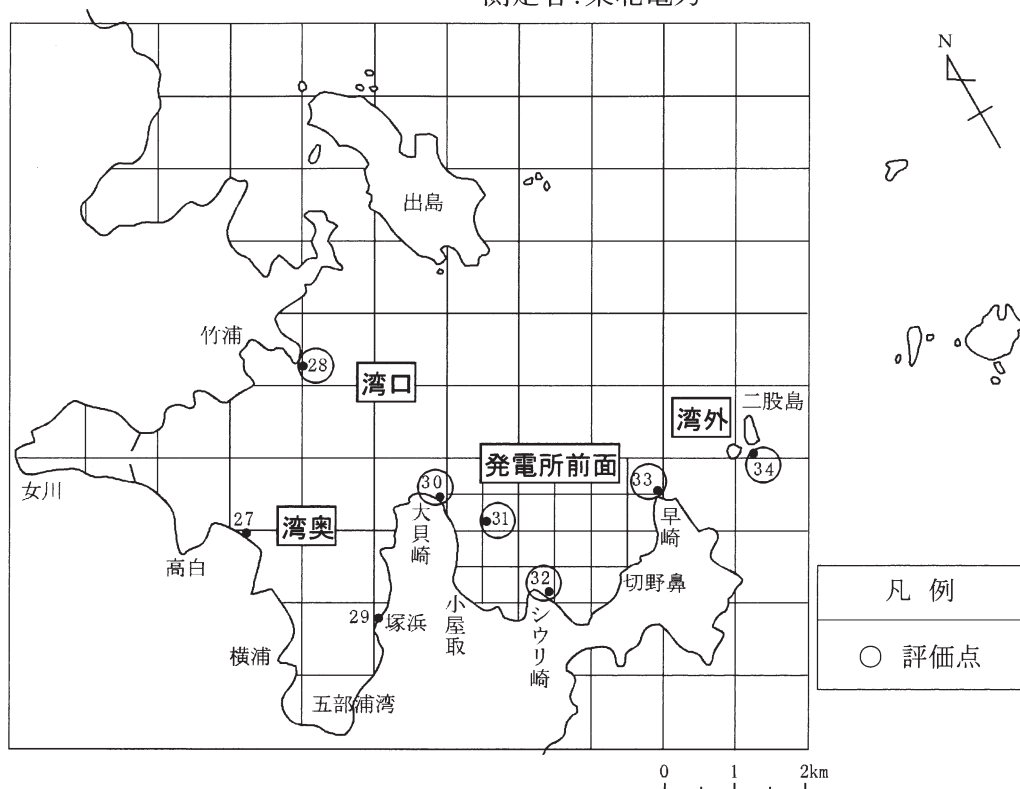 測定者:東北電力
N
出島
竹浦
28
湾口
二股島
湾外
34
発電所前面
33
30
女川
大貝崎
31
早崎
27
湾奥
高白
32
切野鼻
凡 例
29
塚浜
小屋取
シウリ崎
○ 評価点
横浦
五部浦湾
0 1 2km